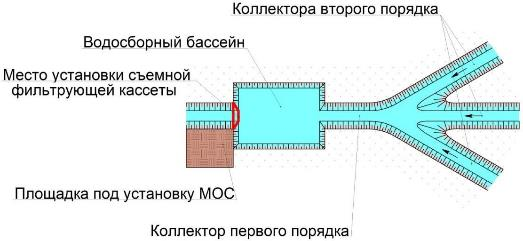 Коллектора второго порядка
Водосборный бассейн
Место установки съемной
фильтрующей кассеты
Площадка под установку МОС
Коллектор первого порядка